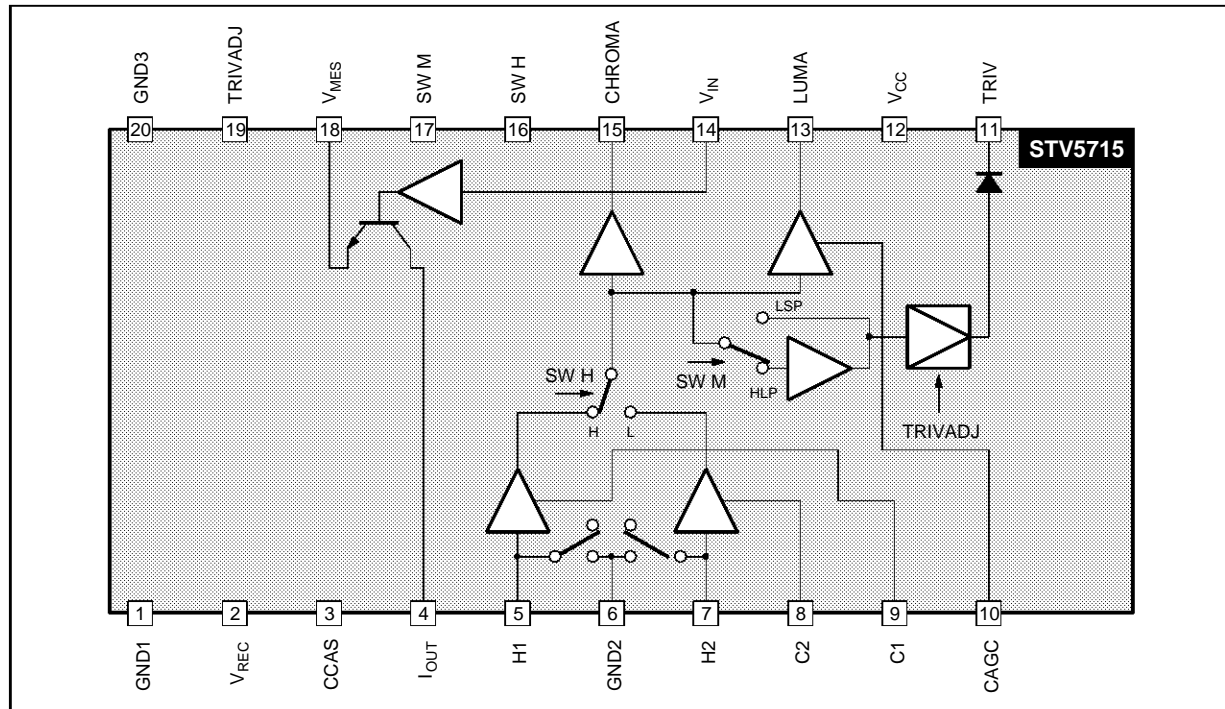 GND3
TRIVADJ
VMES
SW M
SW H
CHROMA
VIN
LUMA
VCC
TRIV
20
19
18
17
16
15
14
13
12
11
STV5715
LSP
SW H
SW M
HLP
H
L
TRIVADJ
1
2
3
4
5
6
7
8
9
10
GND1
VREC
CCAS
IOUT
H1
GND2
H2
C2
C1
CAGC